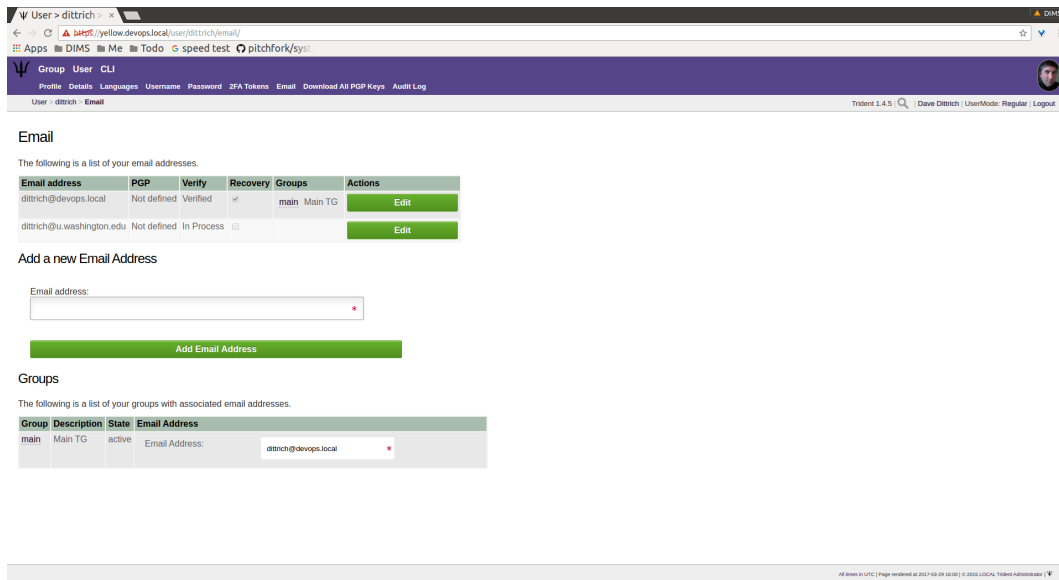 Ψ User > dittrich > ×
DIMS
https://yellow.devops.local/user/dittrich/email/
Apps DIMS Me Todo G speed test pitchfork/syst
Ψ Group User CLI
Profile Details Languages Username Password 2FA Tokens Email Download All PGP Keys Audit Log
User > dittrich > Email
Trident 1.4.5 | | Dave Dittrich | UserMode: Regular | Logout
Email
The following is a list of your email addresses.
Email address PGP Verify Recovery Groups Actions
dittrich@devops.local Not defined Verified main Main TG Edit
dittrich@u.washington.edu Not defined In Process Edit
Add a new Email Address
Email address:
*
Add Email Address
Groups
The following is a list of your groups with associated email addresses.
Group Description State Email Address
main Main TG active Email Address: dittrich@devops.local *
All times in UTC | Page rendered at 2017-03-29 16:00 | © 2015 LOCAL Trident Administrator | Ψ